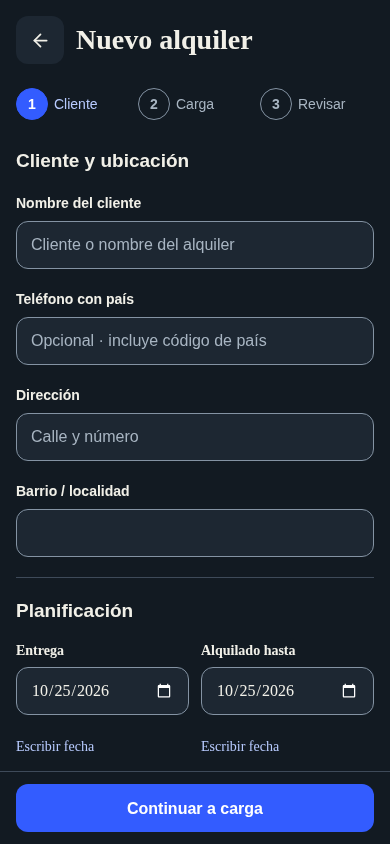 Nuevo alquiler
1 Cliente 2 Carga 3 Revisar
Cliente y ubicación
Nombre del cliente
Cliente o nombre del alquiler
Teléfono con país
Opcional · incluye código de país
Dirección
Calle y número
Barrio / localidad
Planificación
Entrega Alquilado hasta
10/25/2026 10/25/2026
Escribir fecha Escribir fecha
Continuar a carga